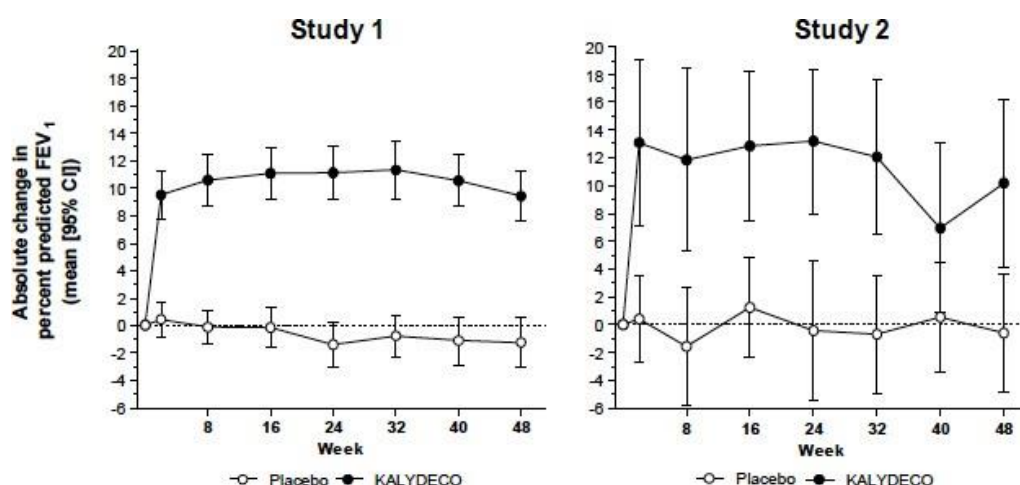 Study 1
Absolute change in
percent predicted FEV1
(mean [95% CI])
20
18
16
14
12
10
8
6
4
2
0
-2
-4
-6
8 16 24 32 40 48
Week
Placebo KALYDECO
Study 2
20
18
16
14
12
10
8
6
4
2
0
-2
-4
-6
8 16 24 32 40 48
Week
Placebo KALYDECO